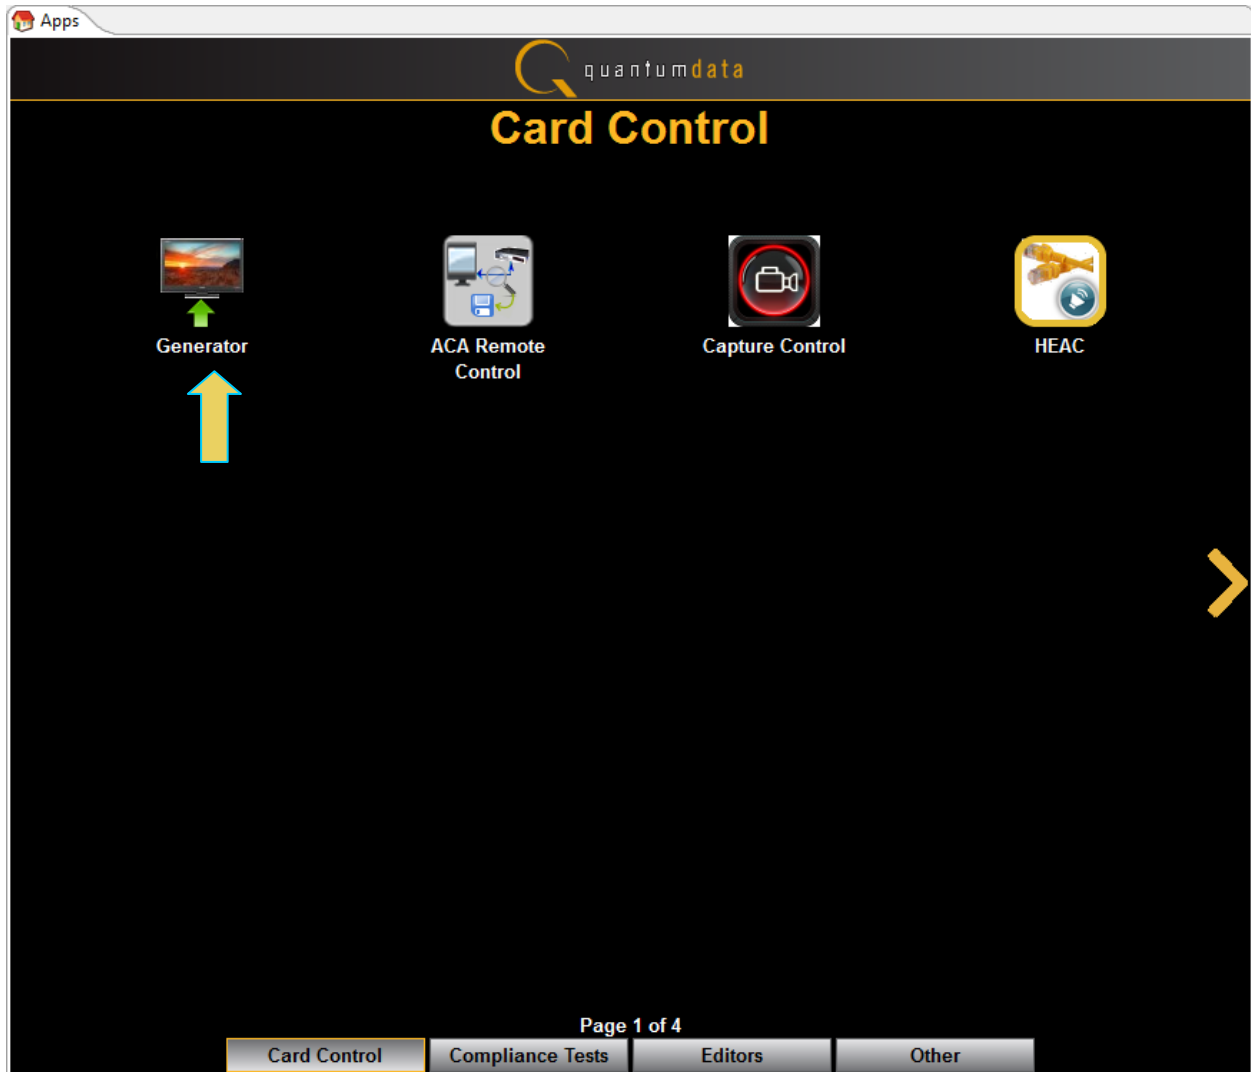 Apps
quantumdata
Card Control
Generator
ACA Remote
Control
Capture Control
HEAC
Page 1 of 4
Card Control
Compliance Tests
Editors
Other